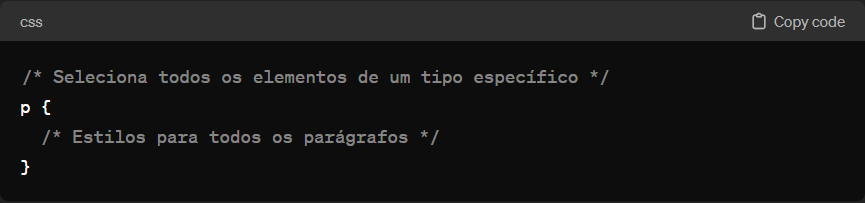 css
Copy code
/* Seleciona todos os elementos de um tipo específico */
p {
  /* Estilos para todos os parágrafos */
}